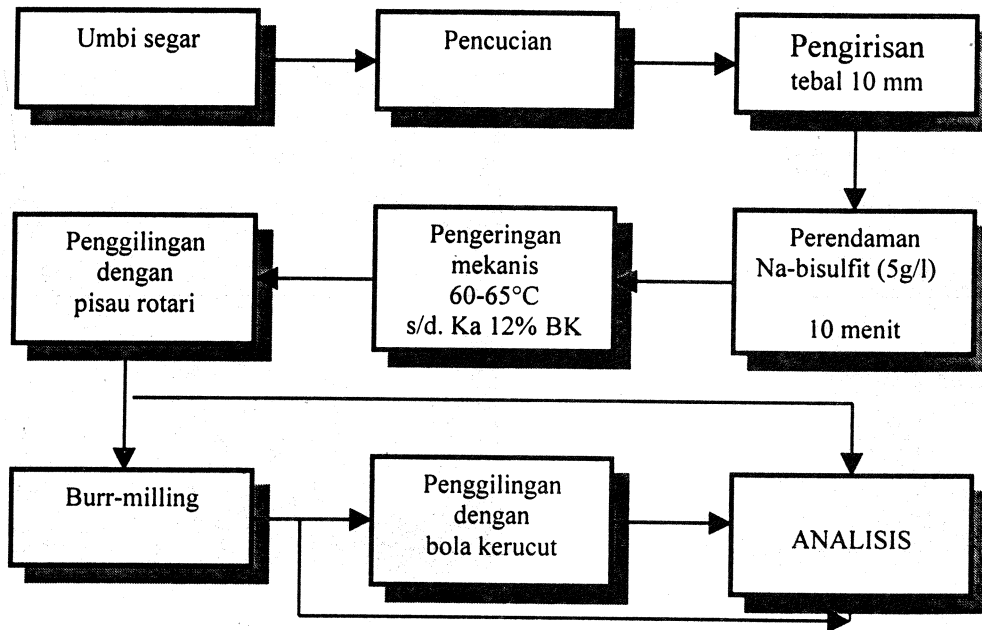 Umbi segar
Pencucian
Pengirisan
tebal 10 mm
Perendaman
Na-bisulfit (5g/l)
10 menit
Pengeringan
mekanis
60-65°C
s/d. Ka 12% BK
Penggilingan
dengan
pisau rotari
Burr-milling
Penggilingan
dengan
bola kerucut
ANALISIS